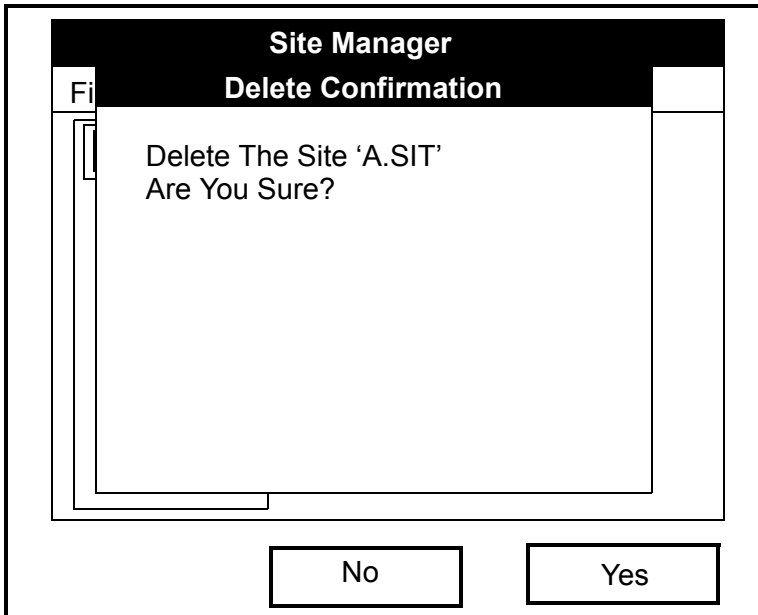 Site Manager
Delete Confirmation
Fi
Delete The Site ‘A.SIT’
Are You Sure?
No
Yes